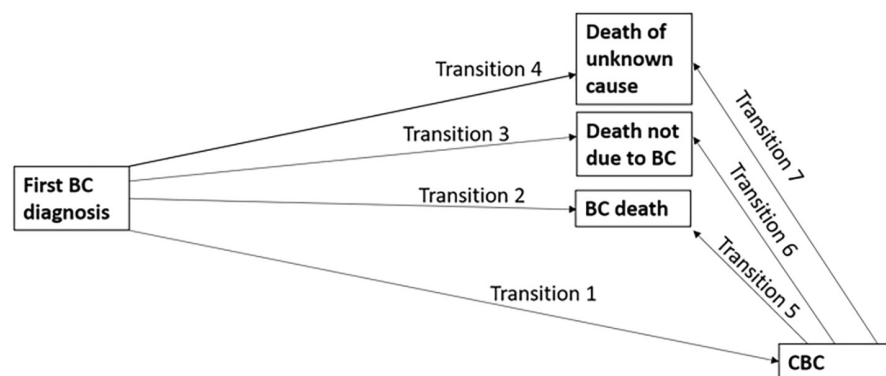 Death of
unknown
cause
Transition 4
Transition 3
Death not
due to BC
Transition 7
First BC
diagnosis
Transition 2
BC death
Transition 6
Transition 1
Transition 5
CBC